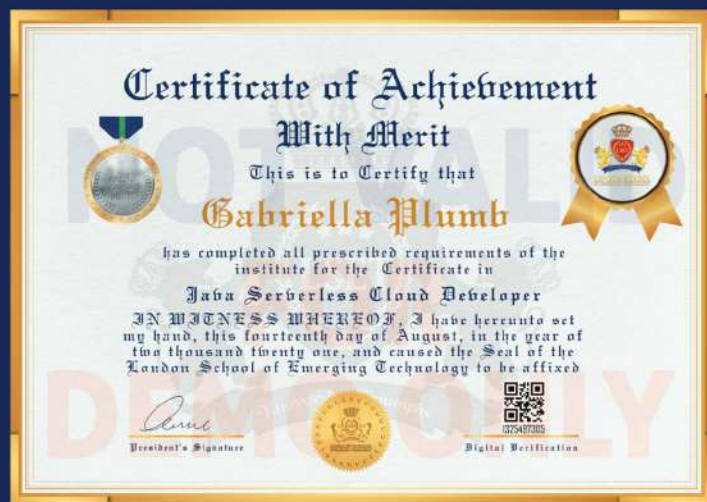 Certificate of Achievement
With Merit
This is to Certify that
Gabriella Plumb
has completed all prescribed requirements of the
institute for the Certificate in
Java Serverless Cloud Developer
IN WITNESS WHEREOF, I have hereunto set
my hand, this fourteenth day of August, in the year of
two thousand twenty one, and caused the Seal of the
London School of Emerging Technology to be affixed
NOT VALID
DEMO ONLY
1325497305
President's Signature
Digital Verification